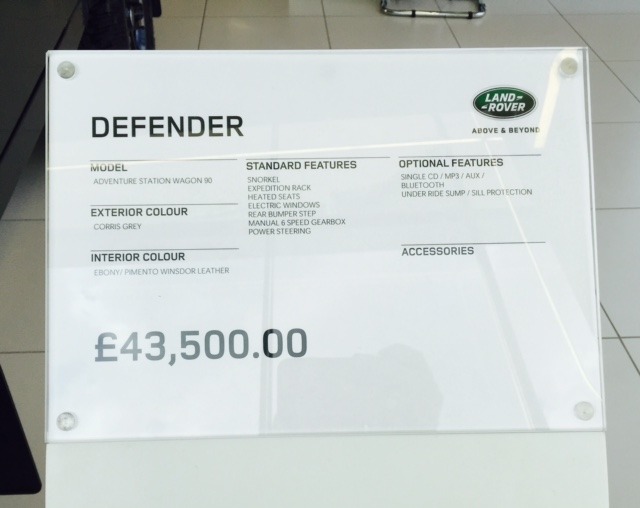 LAND-
-ROVER
ABOVE & BEYOND
DEFENDER
MODEL
ADVENTURE STATION WAGON 90
EXTERIOR COLOUR
CORRIS GREY
INTERIOR COLOUR
EBONY/ PIMENTO WINSDOR LEATHER
STANDARD FEATURES
SNORKEL
EXPEDITION RACK
HEATED SEATS
ELECTRIC WINDOWS
REAR BUMPER STEP
MANUAL 6 SPEED GEARBOX
POWER STEERING
OPTIONAL FEATURES
SINGLE CD / MP3 / AUX /
BLUETOOTH
UNDER RIDE SUMP / SILL PROTECTION
ACCESSORIES
£43,500.00